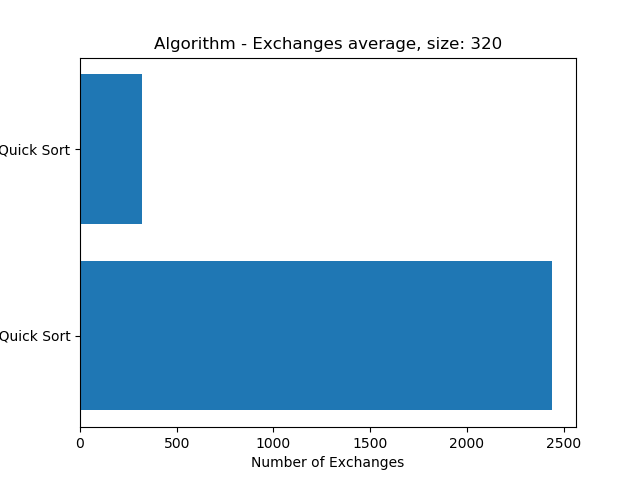 Algorithm - Exchanges average, size: 320
Quick Sort
Quick Sort
0 500 1000 1500 2000 2500
Number of Exchanges